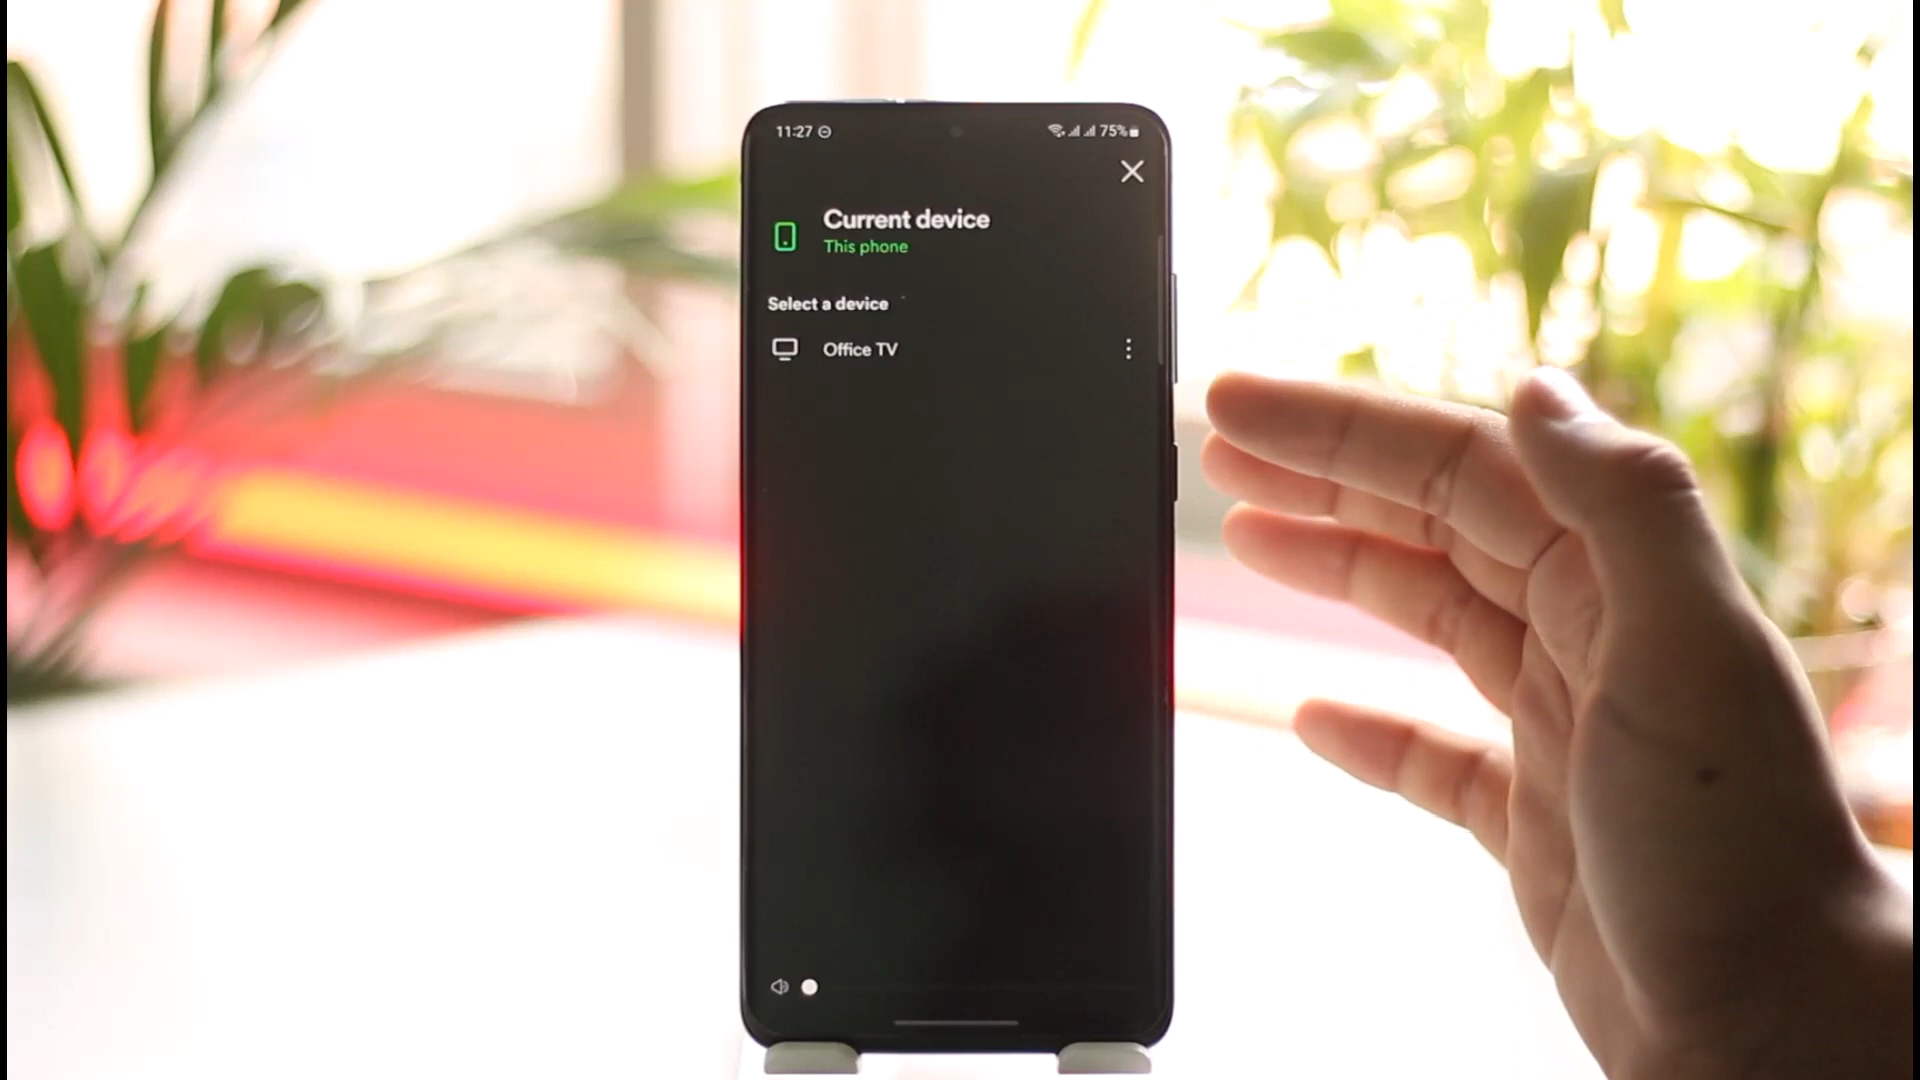 11:27
75%
Current device
This phone
Select a device
Office TV